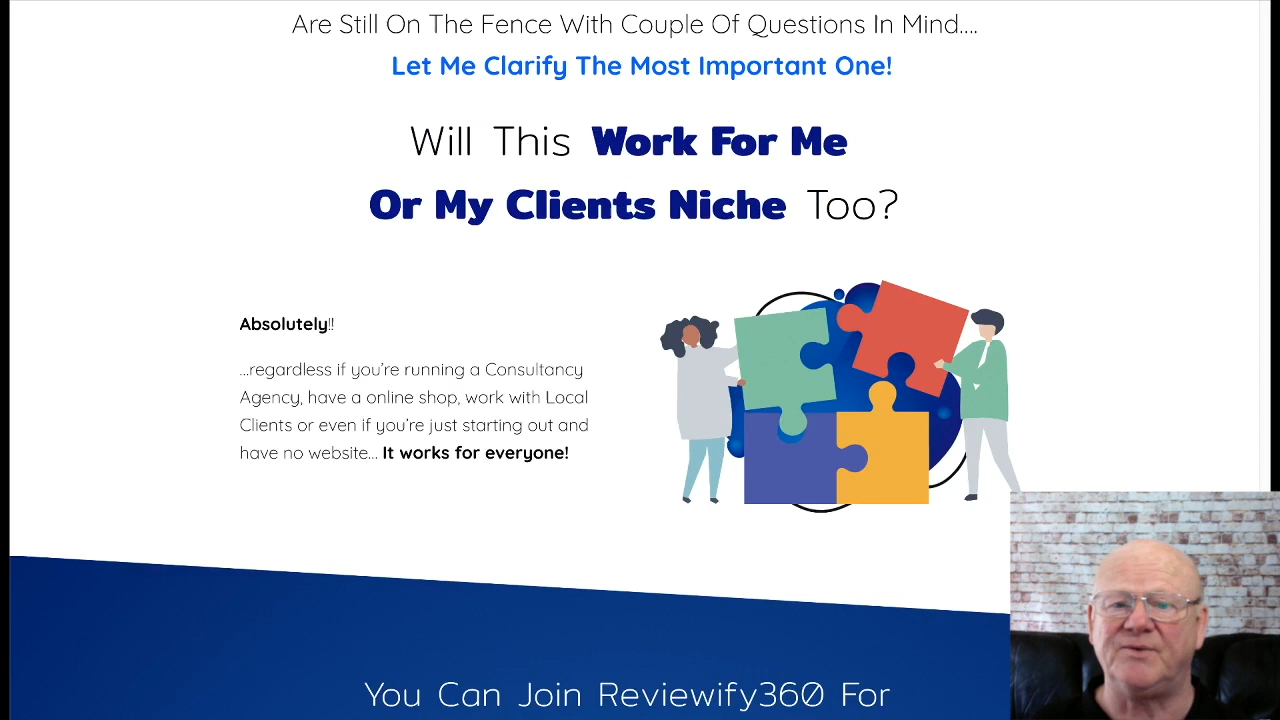 Are Still On The Fence With Couple Of Questions In Mind....
Let Me Clarify The Most Important One!
Will This Work For Me
Or My Clients Niche Too?
Absolutely!!
...regardless if you're running a Consultancy
Agency, have a online shop, work with Local
Clients or even if you're just starting out and
have no website... It works for everyone!
You Can Join Reviewify360 For